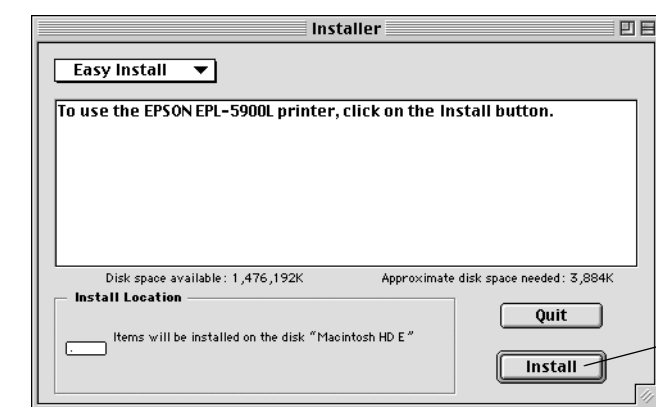 Installer
Easy Install
To use the EPSON EPL-5900L printer, click on the Install button.
Disk space available: 1,476,192K Approximate disk space needed: 3,884K
Install Location
Items will be installed on the disk “Macintosh HD E”
Quit
Install